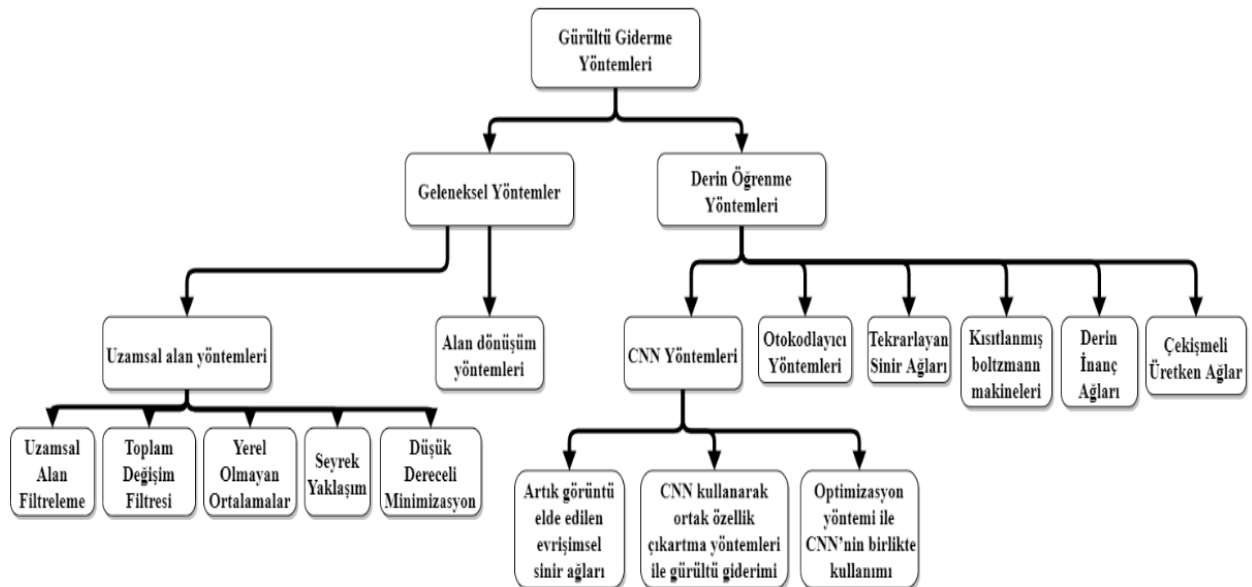 Gürültü Giderme
Yöntemleri
Geleneksel Yöntemler
Derin Öğrenme
Yöntemleri
Uzamsal alan yöntemleri
Alan dönüşüm
yöntemleri
CNN Yöntemleri
Otokodlayıcı
Yöntemleri
Tekrarlayan
Sinir Ağları
Kısıtlanmış
boltzmann
makineleri
Derin
İnanç
Ağları
Çekişmeli
Üretken Ağlar
Uzamsal
Alan
Filtreleme
Toplam
Değişim
Filtresi
Yerel
Olmayan
Ortalamalar
Seyrek
Yaklaşım
Düşük
Dereceli
Minimizasyon
Artık görüntü
elde edilen
evrişimsel
sinir ağları
CNN kullanarak
ortak özellik
çıkartma yöntemleri
ile gürültü giderimi
Optimizasyon
yöntemi ile
CNN'nin birlikte
kullanımı